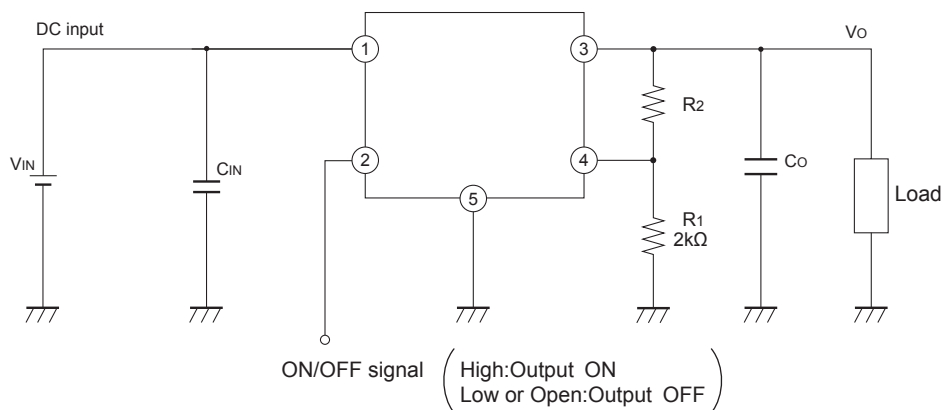 DC input
VO
1
3
R2
VIN
CIN
2
4
CO
5
R1
2kΩ
Load
ON/OFF signal
High:Output ON
Low or Open:Output OFF